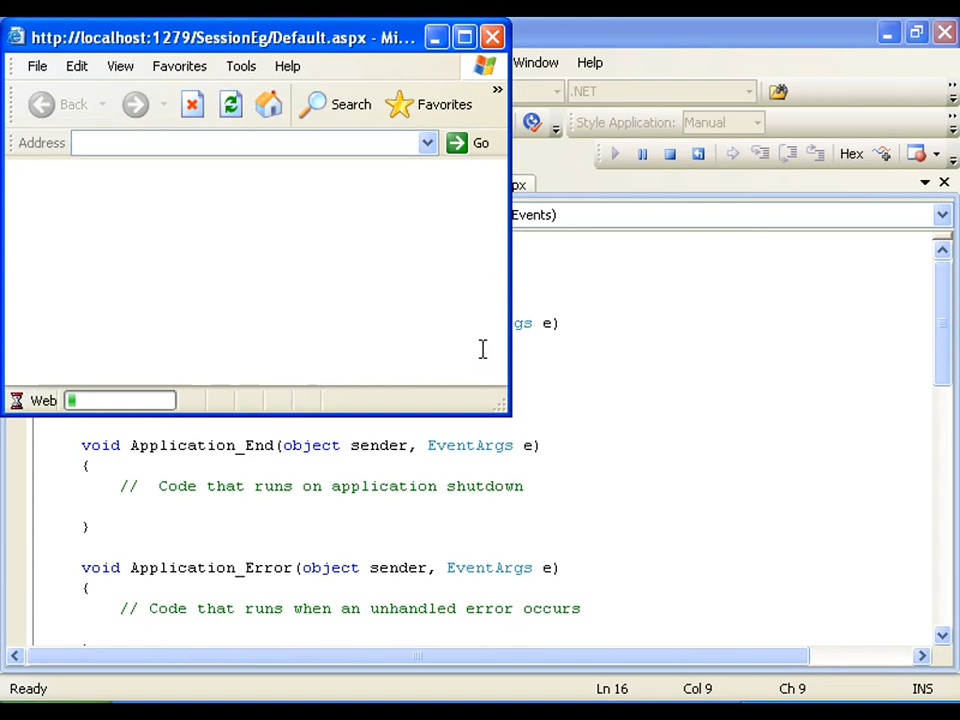 http://localhost:1279/SessionEg/Default.aspx - Mi...
File Edit View Favorites Tools Help
Back Search Favorites
Address Go
Web
Window Help
.NET
Style Application: Manual
Hex
px
Events)
gs e)
void Application_End(object sender, EventArgs e)
{
// Code that runs on application shutdown
}
void Application_Error(object sender, EventArgs e)
{
// Code that runs when an unhandled error occurs
Ready Ln 16 Col 9 Ch 9 INS